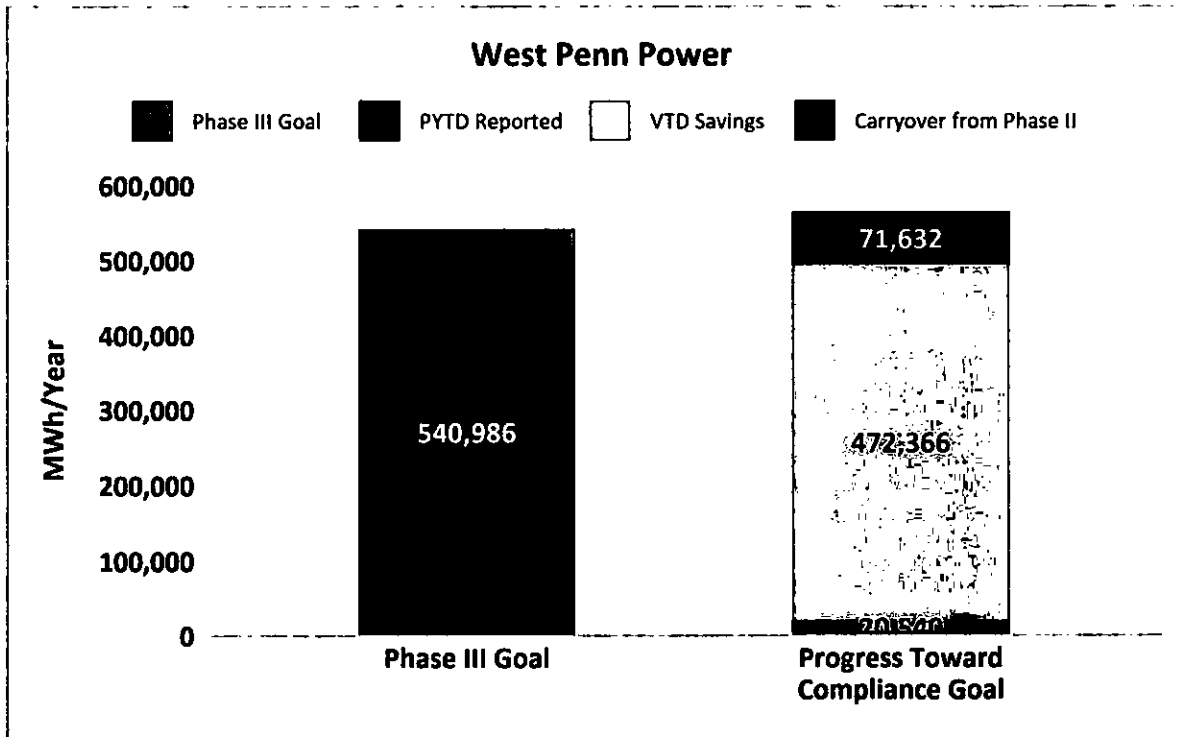 West Penn Power
Phase III Goal PYTD Reported VTD Savings Carryover from Phase II
600,000
500,000
400,000
300,000
200,000
100,000
0
MWh/Year
540,986
71,632
472,366
20,540
Phase III Goal
Progress Toward
Compliance Goal